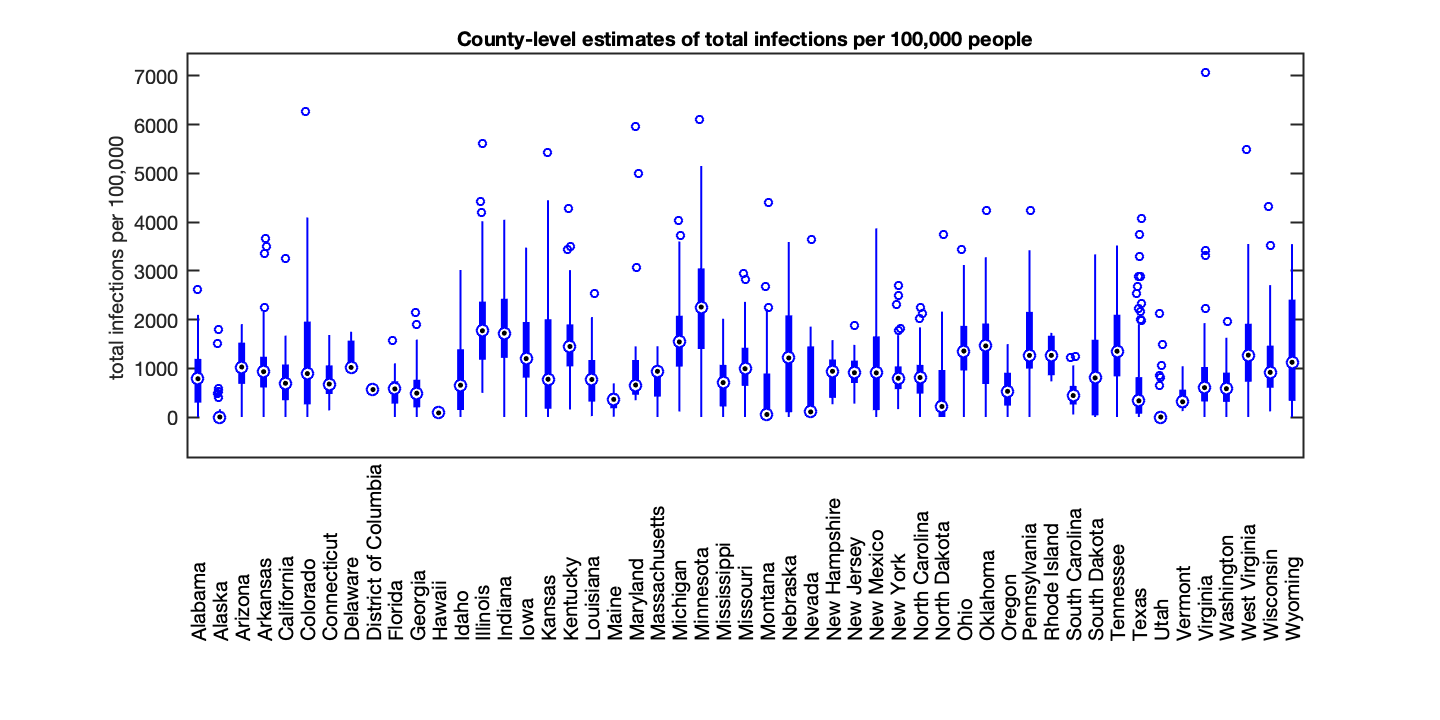 County-level estimates of total infections per 100,000 people
total infections per 100,000
7000
6000
5000
4000
3000
2000
1000
0
Alabama
Alaska
Arizona
Arkansas
California
Colorado
Connecticut
Delaware
District of Columbia
Florida
Georgia
Hawaii
Idaho
Illinois
Indiana
Iowa
Kansas
Kentucky
Louisiana
Maine
Maryland
Massachusetts
Michigan
Minnesota
Mississippi
Missouri
Montana
Nebraska
Nevada
New Hampshire
New Jersey
New Mexico
New York
North Carolina
North Dakota
Ohio
Oklahoma
Oregon
Pennsylvania
Rhode Island
South Carolina
South Dakota
Tennessee
Texas
Utah
Vermont
Virginia
Washington
West Virginia
Wisconsin
Wyoming